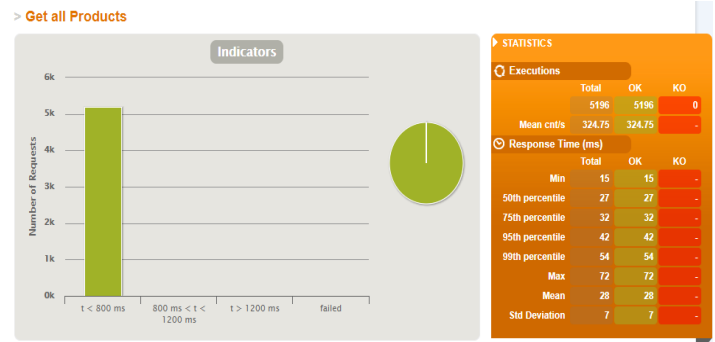 > Get all Products
Indicators
Number of Requests
6k
5k
4k
3k
2k
1k
0k
t < 800 ms
800 ms < t <
1200 ms
t > 1200 ms
failed
STATISTICS
Executions
Total OK KO
5196 5196 0
Mean cnt/s 324.75 324.75 -
Response Time (ms)
Total OK KO
Min 15 15 -
50th percentile 27 27 -
75th percentile 32 32 -
95th percentile 42 42 -
99th percentile 54 54 -
Max 72 72 -
Mean 28 28 -
Std Deviation 7 7 -